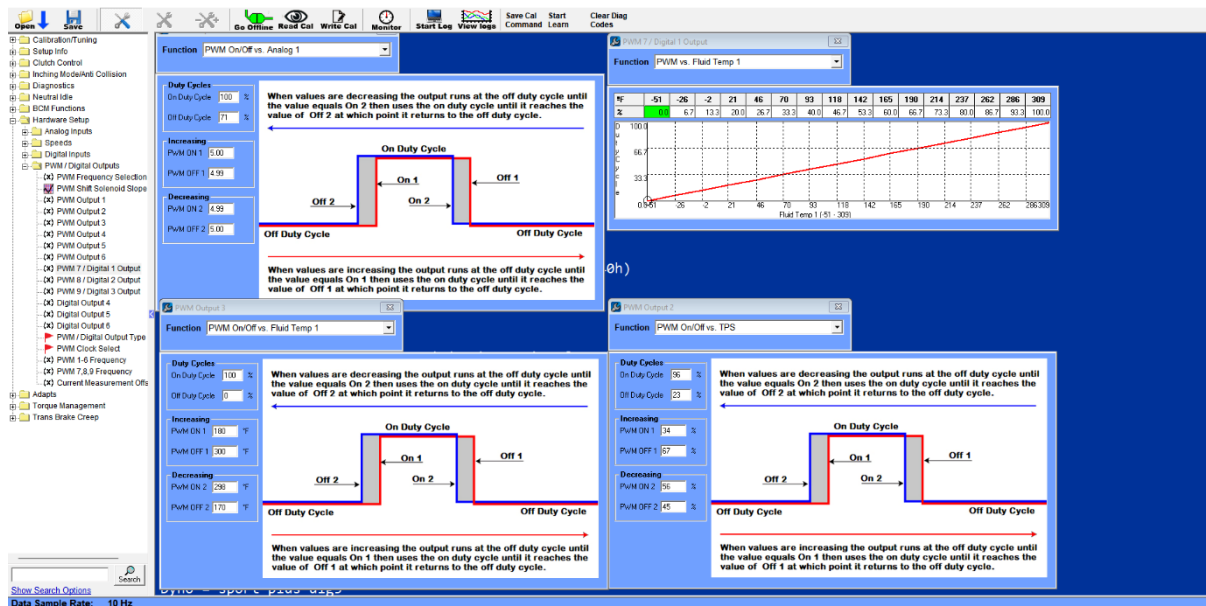 Open Save Go Offline Read Cal Write Cal Monitor Start Log View logs Save Cal Command Start Learn Clear Diag Codes
Calibration/Tuning
Setup Info
Clutch Control
Inching Mode/Anti Collision
Diagnostics
Neutral Idle
BCM Functions
Hardware Setup
Analog Inputs
Speeds
Digital Inputs
PWM / Digital Outputs
(x) PWM Frequency Selection
PWM Shift Solenoid Slope
(x) PWM Output 1
(x) PWM Output 2
(x) PWM Output 3
(x) PWM Output 4
(x) PWM Output 5
(x) PWM Output 6
(x) PWM 7 / Digital 1 Output
(x) PWM 8 / Digital 2 Output
(x) PWM 9 / Digital 3 Output
(x) Digital Output 4
(x) Digital Output 5
(x) Digital Output 6
PWM / Digital Output Type
PWM Clock Select
(x) PWM 1-6 Frequency
(x) PWM 7,8,9 Frequency
(x) Current Measurement Offs
Adapts
Torque Management
Trans Brake Creep
Search
Show Search Options
Data Sample Rate: 10 Hz
Function PWM On/Off vs. Analog 1
Duty Cycles
On Duty Cycle 100 %
Off Duty Cycle 71 %
Increasing
PWM ON 1 5.00
PWM OFF 1 4.99
Decreasing
PWM ON 2 4.99
PWM OFF 2 5.00
When values are decreasing the output runs at the off duty cycle until
the value equals On 2 then uses the on duty cycle until it reaches the
value of Off 2 at which point it returns to the off duty cycle.
On Duty Cycle
On 1
Off 1
Off 2
On 2
Off Duty Cycle
Off Duty Cycle
When values are increasing the output runs at the off duty cycle until
the value equals On 1 then uses the on duty cycle until it reaches the
value of Off 1 at which point it returns to the off duty cycle.
PWM 7 / Digital 1 Output
Function PWM vs. Fluid Temp 1
°F -51 -26 -2 21 46 70 93 118 142 165 190 214 237 262 286 309
% 0.0 6.7 13.3 20.0 26.7 33.3 40.0 46.7 53.3 60.0 66.7 73.3 80.0 86.7 93.3 100.0
Duty Cycle
100.0
66.7
33.3
0.0
-51 -26 -2 21 46 70 93 118 142 165 190 214 237 262 286 309
Fluid Temp 1 (-51 - 309)
0h)
PWM Output 3
Function PWM On/Off vs. Fluid Temp 1
Duty Cycles
On Duty Cycle 100 %
Off Duty Cycle 0 %
Increasing
PWM ON 1 180 °F
PWM OFF 1 300 °F
Decreasing
PWM ON 2 298 °F
PWM OFF 2 170 °F
When values are decreasing the output runs at the off duty cycle until
the value equals On 2 then uses the on duty cycle until it reaches the
value of Off 2 at which point it returns to the off duty cycle.
On Duty Cycle
On 1
Off 1
Off 2
On 2
Off Duty Cycle
Off Duty Cycle
When values are increasing the output runs at the off duty cycle until
the value equals On 1 then uses the on duty cycle until it reaches the
value of Off 1 at which point it returns to the off duty cycle.
PWM Output 2
Function PWM On/Off vs. TPS
Duty Cycles
On Duty Cycle 96 %
Off Duty Cycle 23 %
Increasing
PWM ON 1 34 %
PWM OFF 1 67 %
Decreasing
PWM ON 2 56 %
PWM OFF 2 45 %
When values are decreasing the output runs at the off duty cycle until
the value equals On 2 then uses the on duty cycle until it reaches the
value of Off 2 at which point it returns to the off duty cycle.
On Duty Cycle
On 1
Off 1
Off 2
On 2
Off Duty Cycle
Off Duty Cycle
When values are increasing the output runs at the off duty cycle until
the value equals On 1 then uses the on duty cycle until it reaches the
value of Off 1 at which point it returns to the off duty cycle.